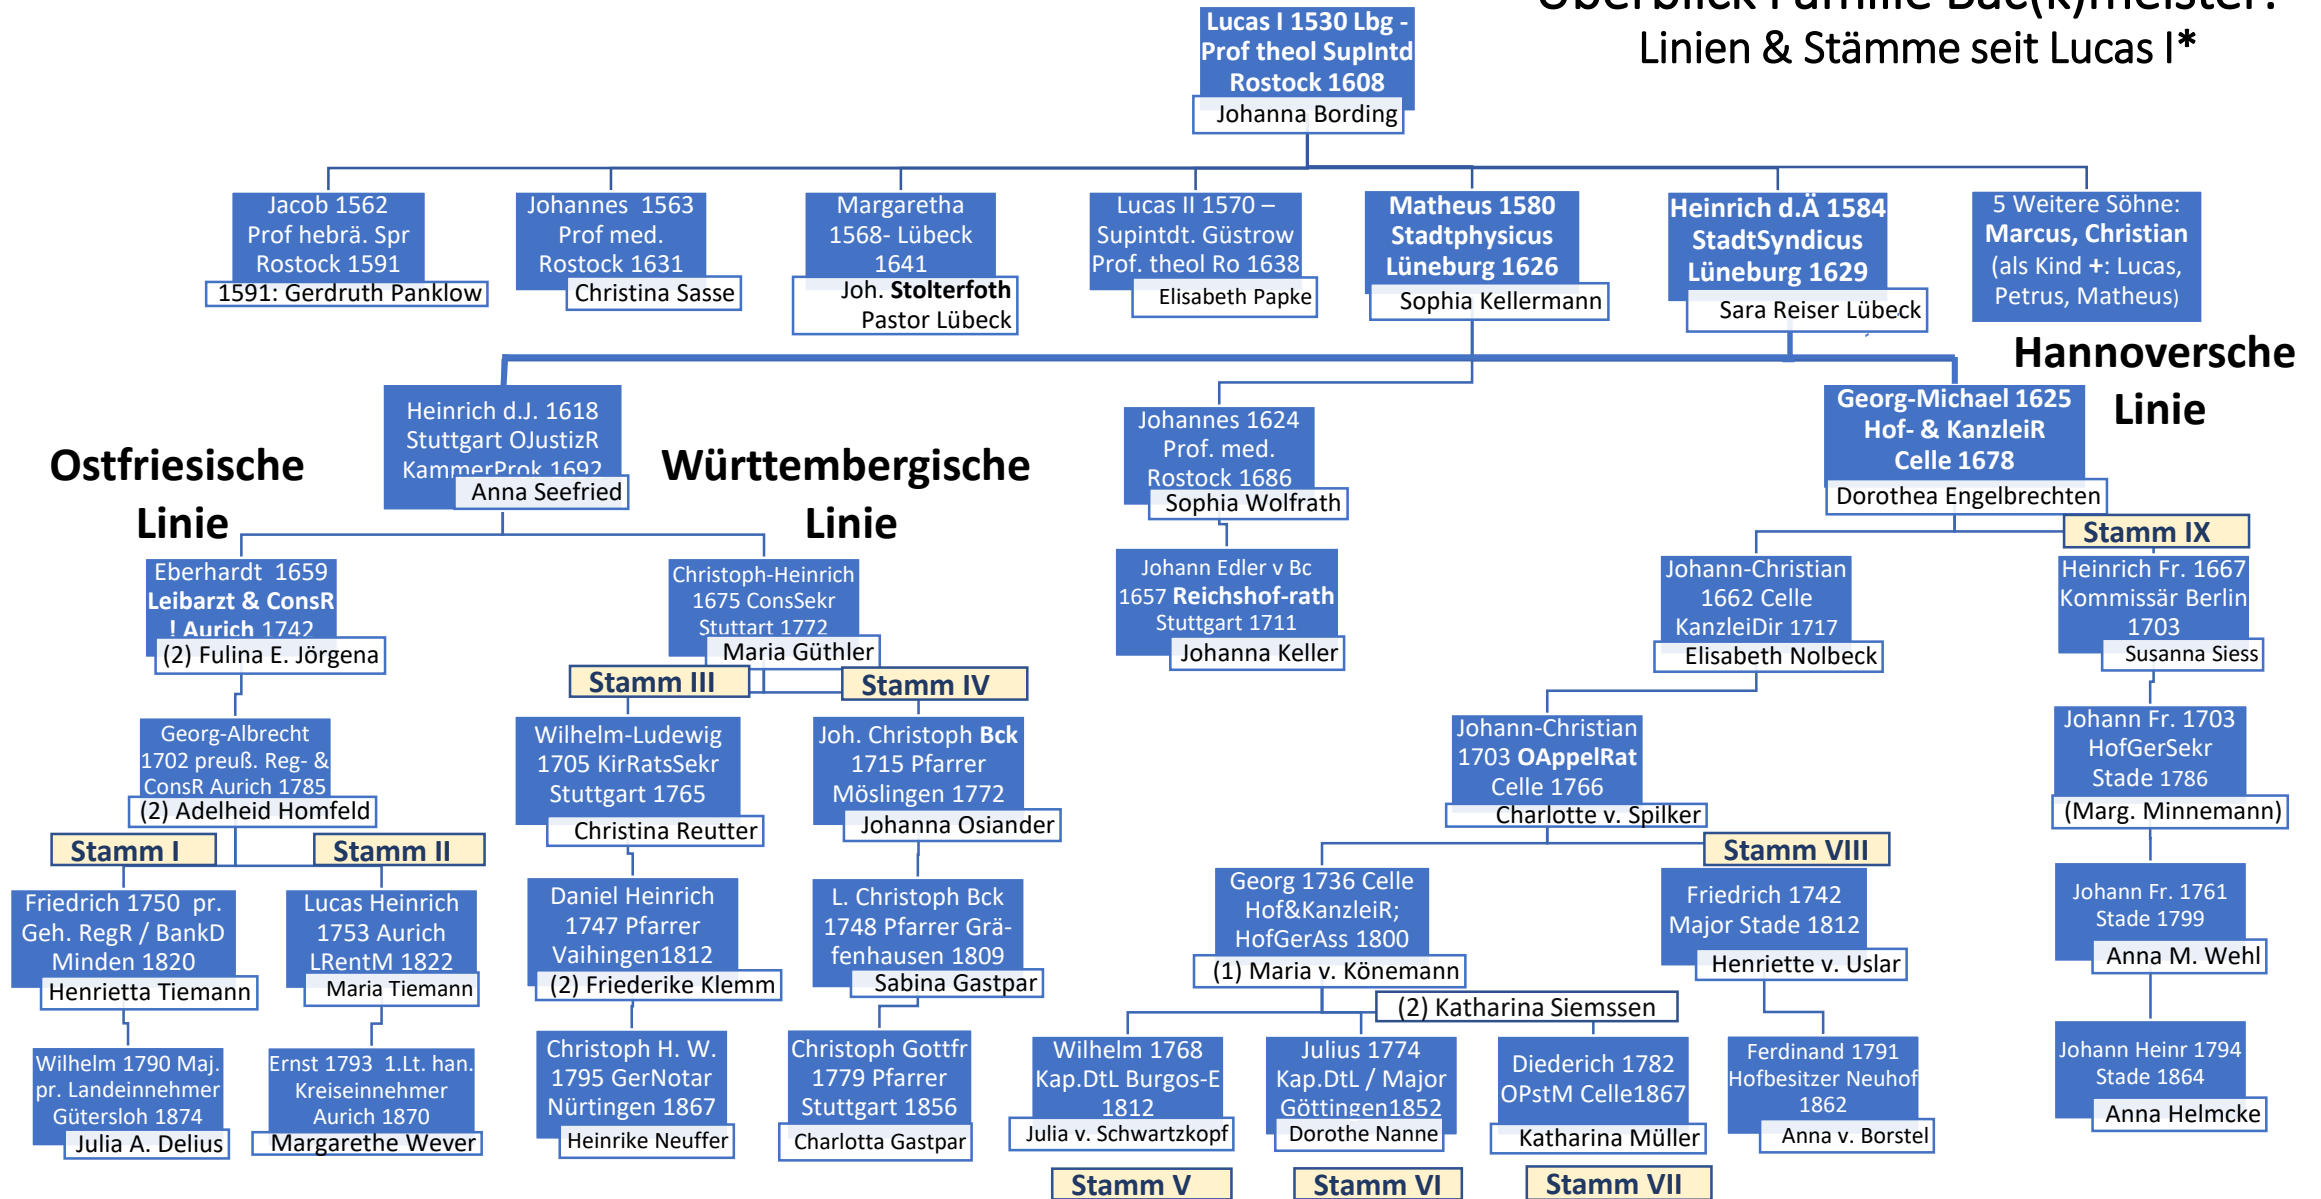 Überblick Familie Bac(k)meister:
Linien & Stämme seit Lucas I*
Lucas I 1530 Lbg -
Prof theol SupIntd
Rostock 1608
Johanna Bording
Jacob 1562
Prof hebrä. Spr
Rostock 1591
1591: Gerdruth Panklow
Johannes 1563
Prof med.
Rostock 1631
Christina Sasse
Margaretha
1568- Lübeck
1641
Joh. Stolterfoth
Pastor Lübeck
Lucas II 1570 –
Supintdt. Güstrow
Prof. theol Ro 1638
Elisabeth Papke
Matheus 1580
Stadtphysicus
Lüneburg 1626
Sophia Kellermann
Heinrich d.Ä 1584
StadtSyndicus
Lüneburg 1629
Sara Reiser Lübeck
5 Weitere Söhne:
Marcus, Christian
(als Kind +: Lucas,
Petrus, Matheus)
Hannoversche
Linie
Heinrich d.J. 1618
Stuttgart OJustizR
KammerProk 1692
Anna Seefried
Johannes 1624
Prof. med.
Rostock 1686
Sophia Wolfrath
Georg-Michael 1625
Hof- & KanzleiR
Celle 1678
Dorothea Engelbrechten
Ostfriesische
Linie
Württembergische
Linie
Stamm IX
Eberhardt 1659
Leibarzt & ConsR
! Aurich 1742
(2) Fulina E. Jörgena
Christoph-Heinrich
1675 ConsSekr
Stuttart 1772
Maria Güthler
Johann Edler v Bc
1657 Reichshof-rath
Stuttgart 1711
Johanna Keller
Johann-Christian
1662 Celle
KanzleiDir 1717
Elisabeth Nolbeck
Heinrich Fr. 1667
Kommissär Berlin
1703
Susanna Siess
Stamm III
Stamm IV
Georg-Albrecht
1702 preuß. Reg- &
ConsR Aurich 1785
(2) Adelheid Homfeld
Wilhelm-Ludewig
1705 KirRatsSekr
Stuttgart 1765
Christina Reutter
Joh. Christoph Bck
1715 Pfarrer
Möslingen 1772
Johanna Osiander
Johann-Christian
1703 OAppelRat
Celle 1766
Charlotte v. Spilker
Johann Fr. 1703
HofGerSekr
Stade 1786
(Marg. Minnemann)
Stamm I
Stamm II
Stamm VIII
Friedrich 1750 pr.
Geh. RegR / BankD
Minden 1820
Henrietta Tiemann
Lucas Heinrich
1753 Aurich
LRentM 1822
Maria Tiemann
Daniel Heinrich
1747 Pfarrer
Vaihingen1812
(2) Friederike Klemm
L. Christoph Bck
1748 Pfarrer Grä-
fenhausen 1809
Sabina Gastpar
Georg 1736 Celle
Hof&KanzleiR;
HofGerAss 1800
(1) Maria v. Könemann
Friedrich 1742
Major Stade 1812
Henriette v. Uslar
Johann Fr. 1761
Stade 1799
Anna M. Wehl
(2) Katharina Siemssen
Wilhelm 1790 Maj.
pr. Landeinnehmer
Gütersloh 1874
Julia A. Delius
Ernst 1793 1.Lt. han.
Kreiseinnehmer
Aurich 1870
Margarethe Wever
Christoph H. W.
1795 GerNotar
Nürtingen 1867
Heinrike Neuffer
Christoph Gottfr
1779 Pfarrer
Stuttgart 1856
Charlotta Gastpar
Wilhelm 1768
Kap.DtL Burgos-E
1812
Julia v. Schwartzkopf
Julius 1774
Kap.DtL / Major
Göttingen1852
Dorothe Nanne
Diederich 1782
OPstM Celle1867
Katharina Müller
Ferdinand 1791
Hofbesitzer Neuhof
1862
Anna v. Borstel
Johann Heinr 1794
Stade 1864
Anna Helmcke
Stamm V
Stamm VI
Stamm VII